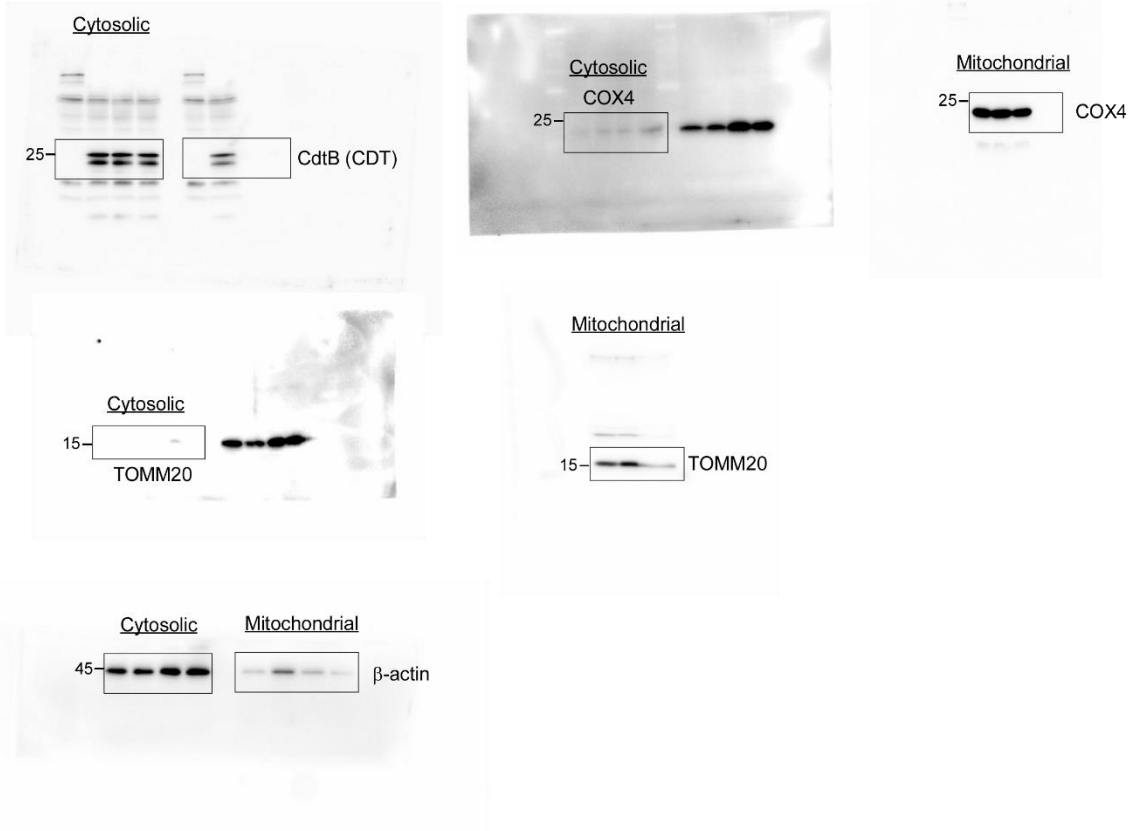 Cytosolic
25
CdtB (CDT)
Cytosolic
COX4
25
Mitochondrial
25
COX4
Cytosolic
15
TOMM20
Mitochondrial
15
TOMM20
Cytosolic
Mitochondrial
45
β-actin